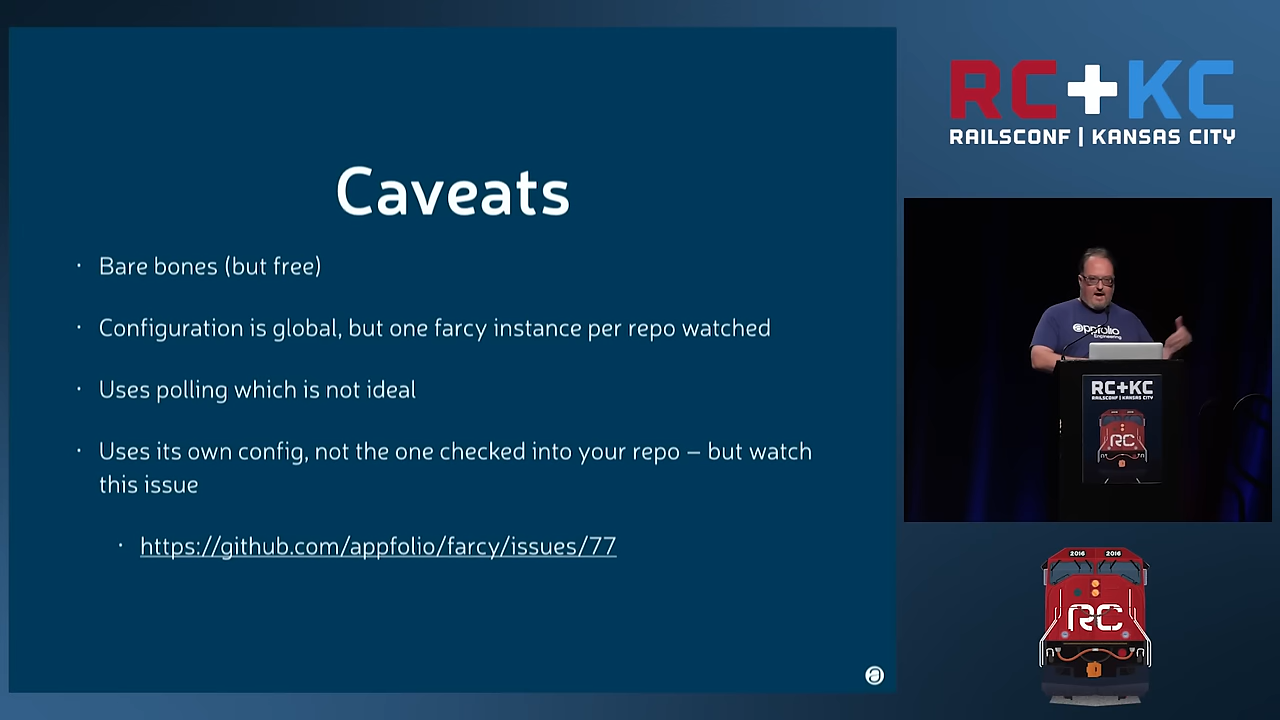 Caveats
· Bare bones (but free)
· Configuration is global, but one farcy instance per repo watched
· Uses polling which is not ideal
· Uses its own config, not the one checked into your repo – but watch
this issue
· https://github.com/appfolio/farcy/issues/77
RC+KC
RAILSCONF | KANSAS CITY
appfolio
Engineering
RC+KC
RAILSCONF | KANSAS CITY
RC
2016 2016
RC